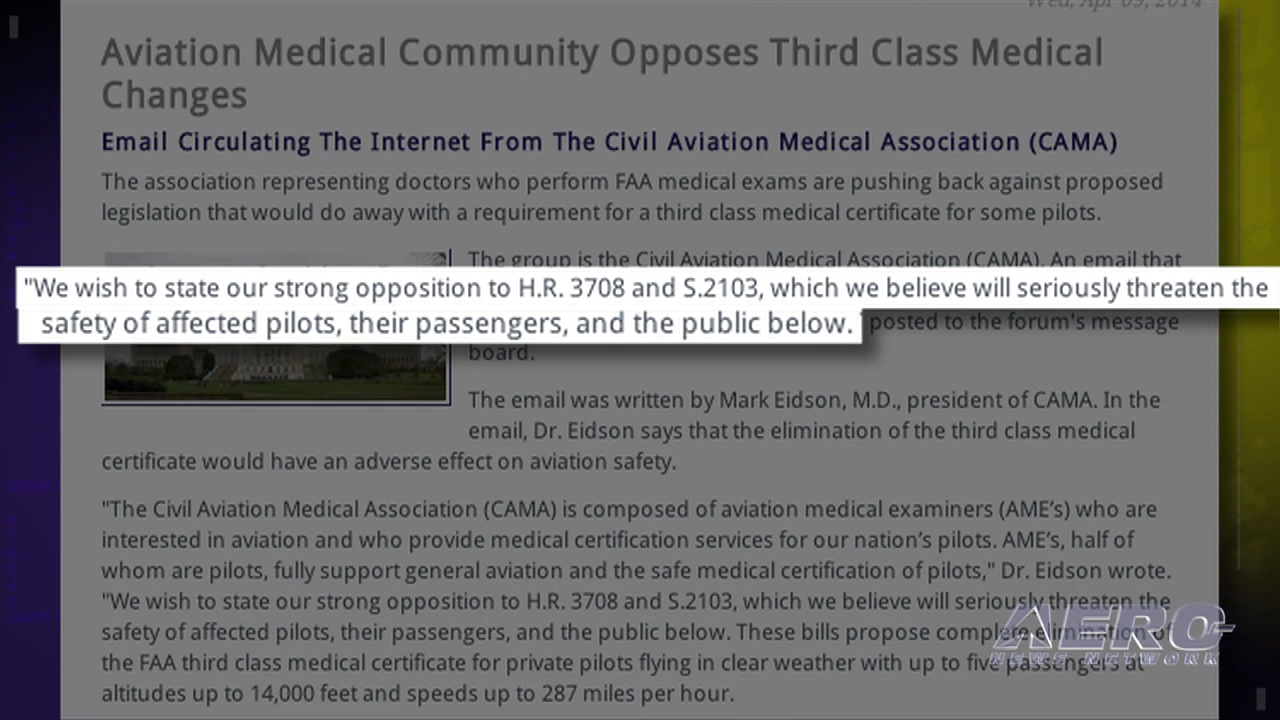 Wed, Apr 09, 2014
Aviation Medical Community Opposes Third Class Medical
Changes
Email Circulating The Internet From The Civil Aviation Medical Association (CAMA)
The association representing doctors who perform FAA medical exams are pushing back against proposed
legislation that would do away with a requirement for a third class medical certificate for some pilots.
The group is the Civil Aviation Medical Association (CAMA). An email that
"We wish to state our strong opposition to H.R. 3708 and S.2103, which we believe will seriously threaten the
safety of affected pilots, their passengers, and the public below.
posted to the forum's message
board.
The email was written by Mark Eidson, M.D., president of CAMA. In the
email, Dr. Eidson says that the elimination of the third class medical
certificate would have an adverse effect on aviation safety.
"The Civil Aviation Medical Association (CAMA) is composed of aviation medical examiners (AME’s) who are
interested in aviation and who provide medical certification services for our nation’s pilots. AME’s, half of
whom are pilots, fully support general aviation and the safe medical certification of pilots," Dr. Eidson wrote.
"We wish to state our strong opposition to H.R. 3708 and S.2103, which we believe will seriously threaten the
safety of affected pilots, their passengers, and the public below. These bills propose complete elimination of
the FAA third class medical certificate for private pilots flying in clear weather with up to five passengers at
altitudes up to 14,000 feet and speeds up to 287 miles per hour.
AERO
NEWS NETWORK